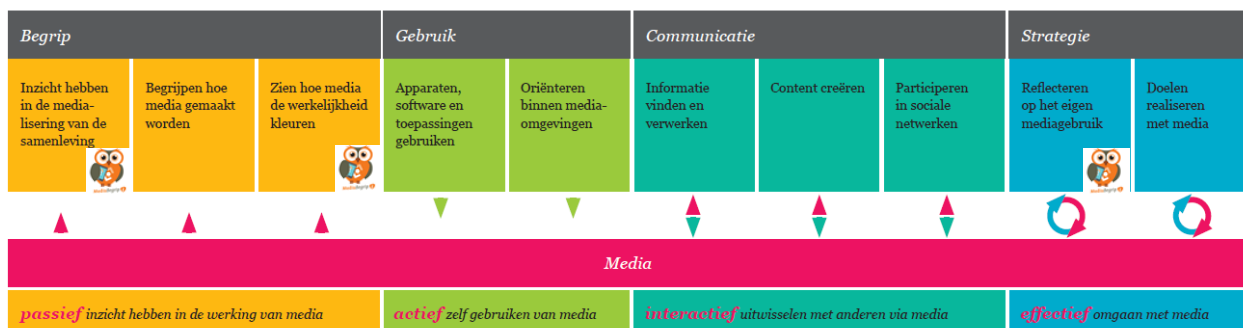 Begrip
Gebruik
Communicatie
Strategie
Inzicht hebben
in de media-
lisering van de
samenleving
Begrijpen hoe
media gemaakt
worden
Zien hoe media
de werkelijkheid
kleuren
Apparaten,
software en
toepassingen
gebruiken
Oriënteren
binnen media-
omgevingen
Informatie
vinden en
verwerken
Content creëren
Participeren
in sociale
netwerken
Reflecteren
op het eigen
mediagebruik
Doelen
realiseren
met media
mediabegrip
mediabegrip
mediabegrip
Media
passief inzicht hebben in de werking van media
actief zelf gebruiken van media
interactief uitwisselen met anderen via media
effectief omgaan met media